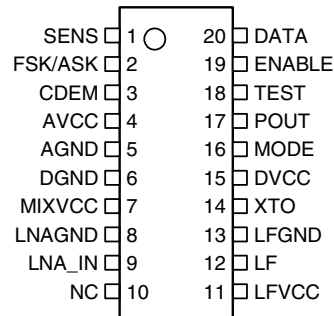 SENS 1 20 DATA
FSK/ASK 2 19 ENABLE
CDEM 3 18 TEST
AVCC 4 17 POUT
AGND 5 16 MODE
DGND 6 15 DVCC
MIXVCC 7 14 XTO
LNAGND 8 13 LFGND
LNA_IN 9 12 LF
NC 10 11 LFVCC